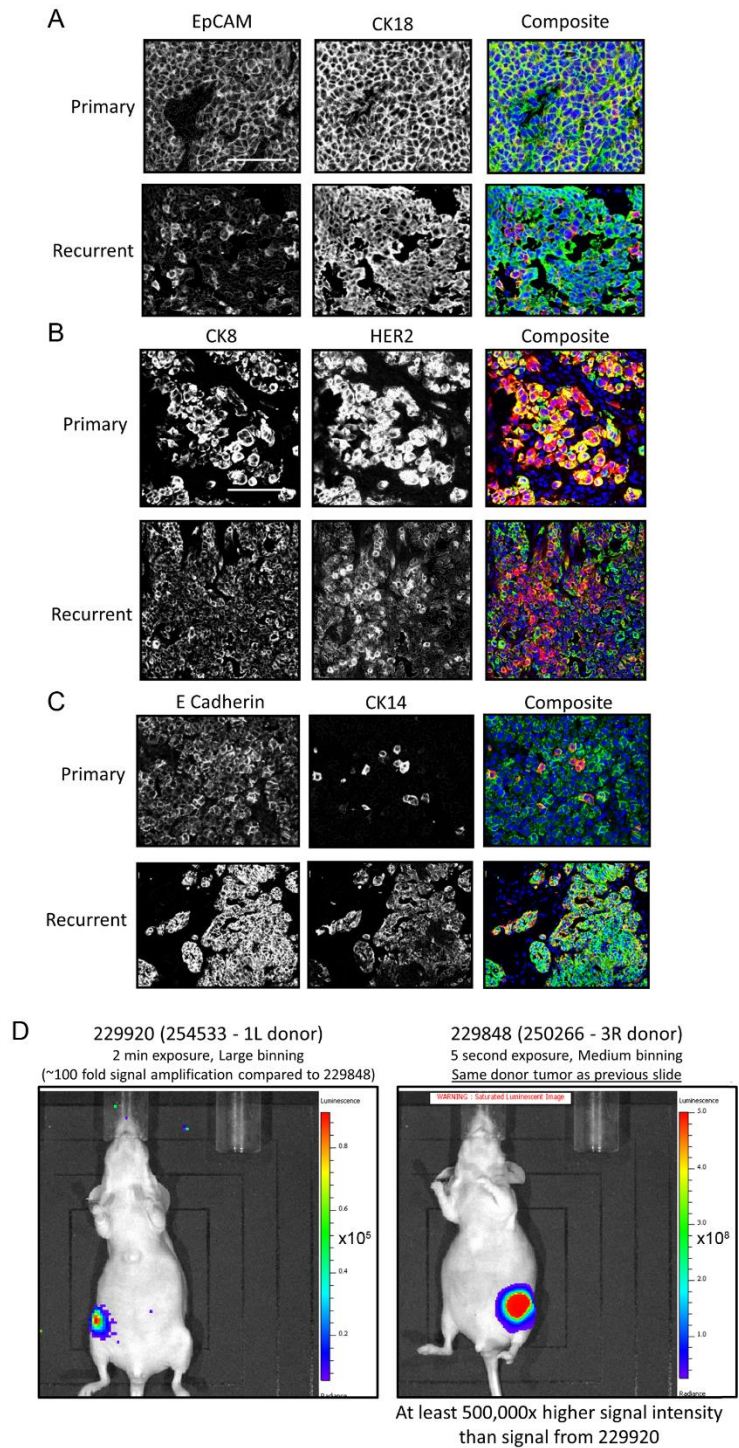 A
EpCAM CK18 Composite
Primary
Recurrent
B
CK8 HER2 Composite
Primary
Recurrent
C
E Cadherin CK14 Composite
Primary
Recurrent
D
229920 (254533 - 1L donor)
2 min exposure, Large binning
(~100 fold signal amplification compared to 229848)
Luminescence
0.8
0.6
x10⁵
0.4
0.2
Radiance
229848 (250266 - 3R donor)
5 second exposure, Medium binning
Same donor tumor as previous slide
WARNING : Saturated Luminescent Image
Luminescence
5.0
4.0
3.0
x10⁸
2.0
1.0
Radiance
At least 500,000x higher signal intensity
than signal from 229920